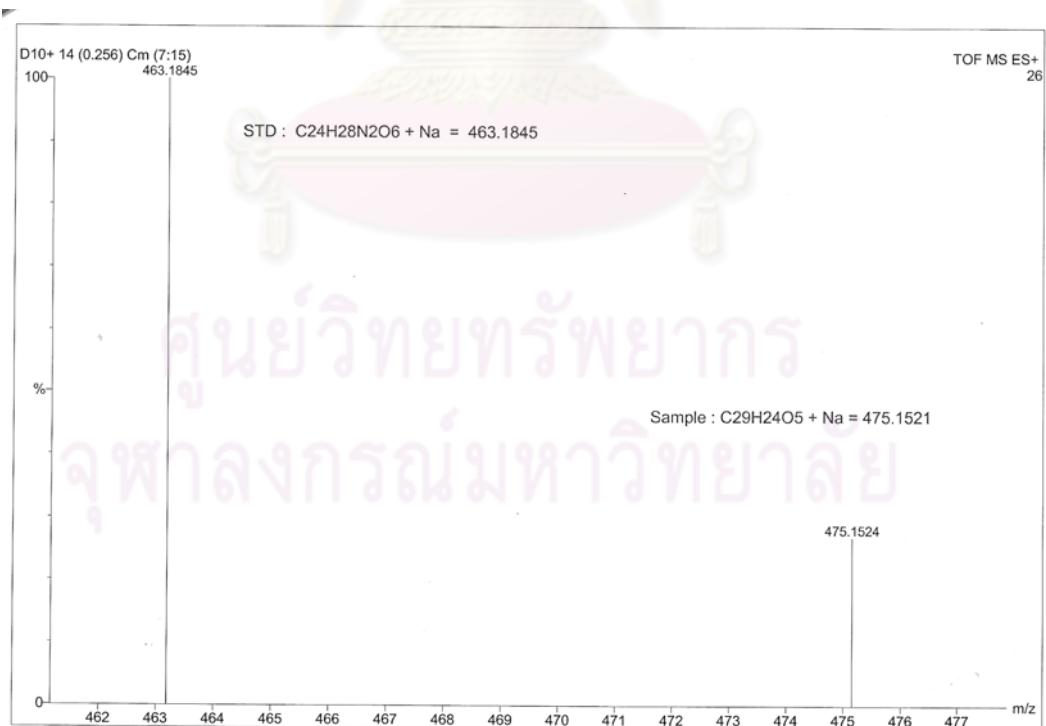 D10+ 14 (0.256) Cm (7:15)
TOF MS ES+
26
100
463.1845
STD : C24H28N2O6 + Na = 463.1845
ศูนย์วิทยทรัพยากร
%
Sample : C29H24O5 + Na = 475.1521
จุฬาลงกรณ์มหาวิทยาลัย
475.1524
0
462 463 464 465 466 467 468 469 470 471 472 473 474 475 476 477 m/z